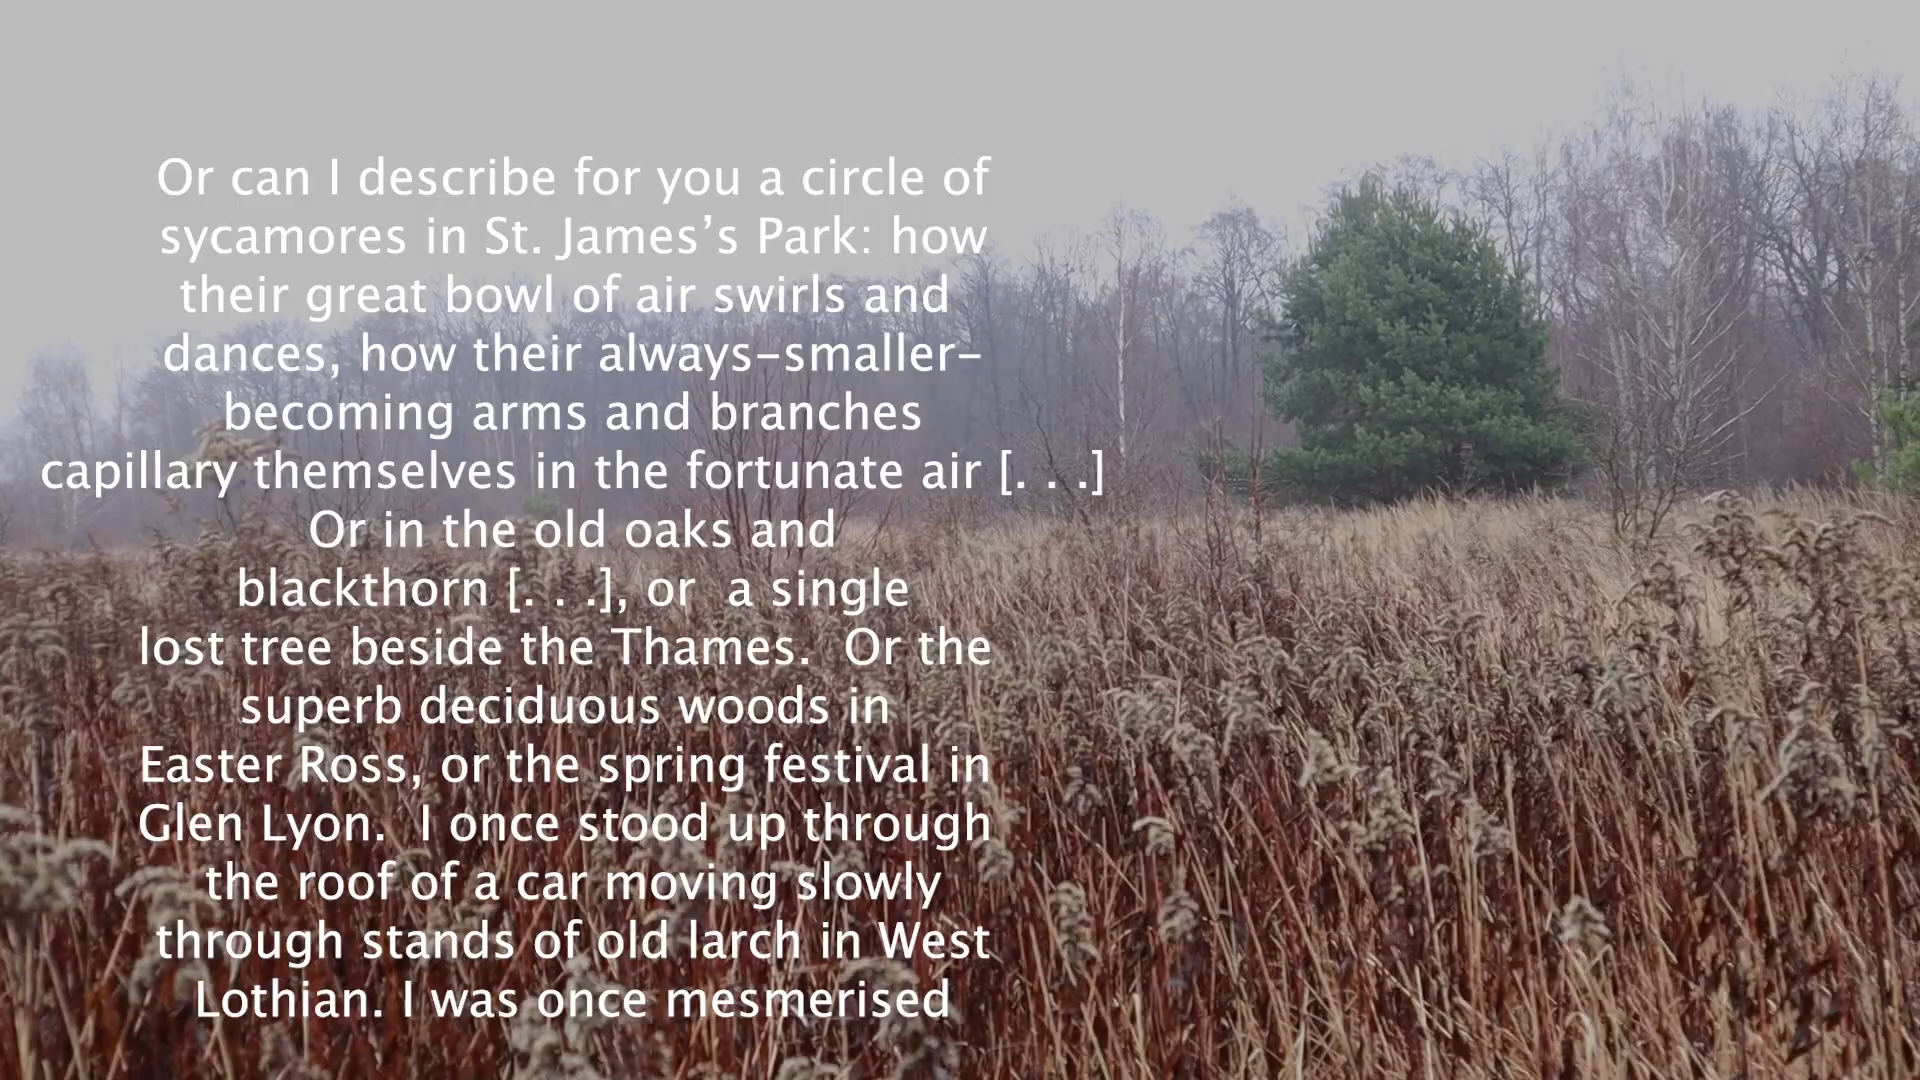 Or can I describe for you a circle of
sycamores in St. James’s Park: how
their great bowl of air swirls and
dances, how their always–smaller–
becoming arms and branches
capillary themselves in the fortunate air [. . .]
Or in the old oaks and
blackthorn [. . .], or  a single
lost tree beside the Thames.  Or the
superb deciduous woods in
Easter Ross, or the spring festival in
Glen Lyon.  I once stood up through
the roof of a car moving slowly
through stands of old larch in West
Lothian. I was once mesmerised